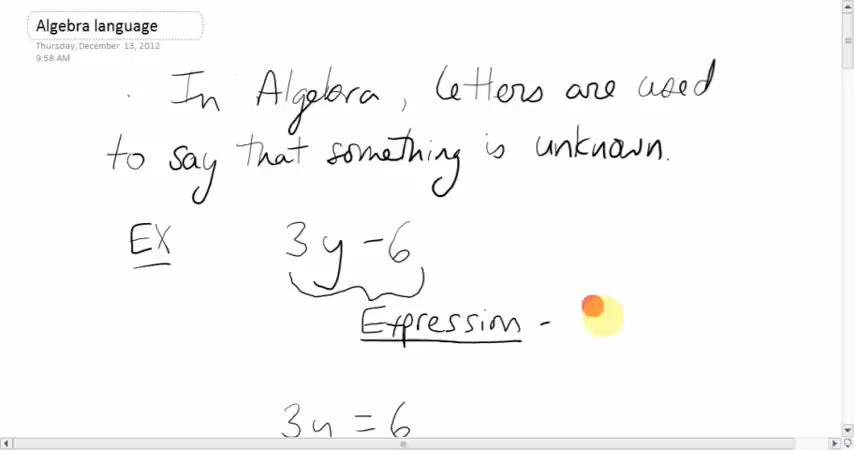 Algebra language
Thursday, December 13, 2012
9:58 AM
In Algebra, letters are used
to say that something is unknown.
EX 3y-6
Expression -
3y = 6